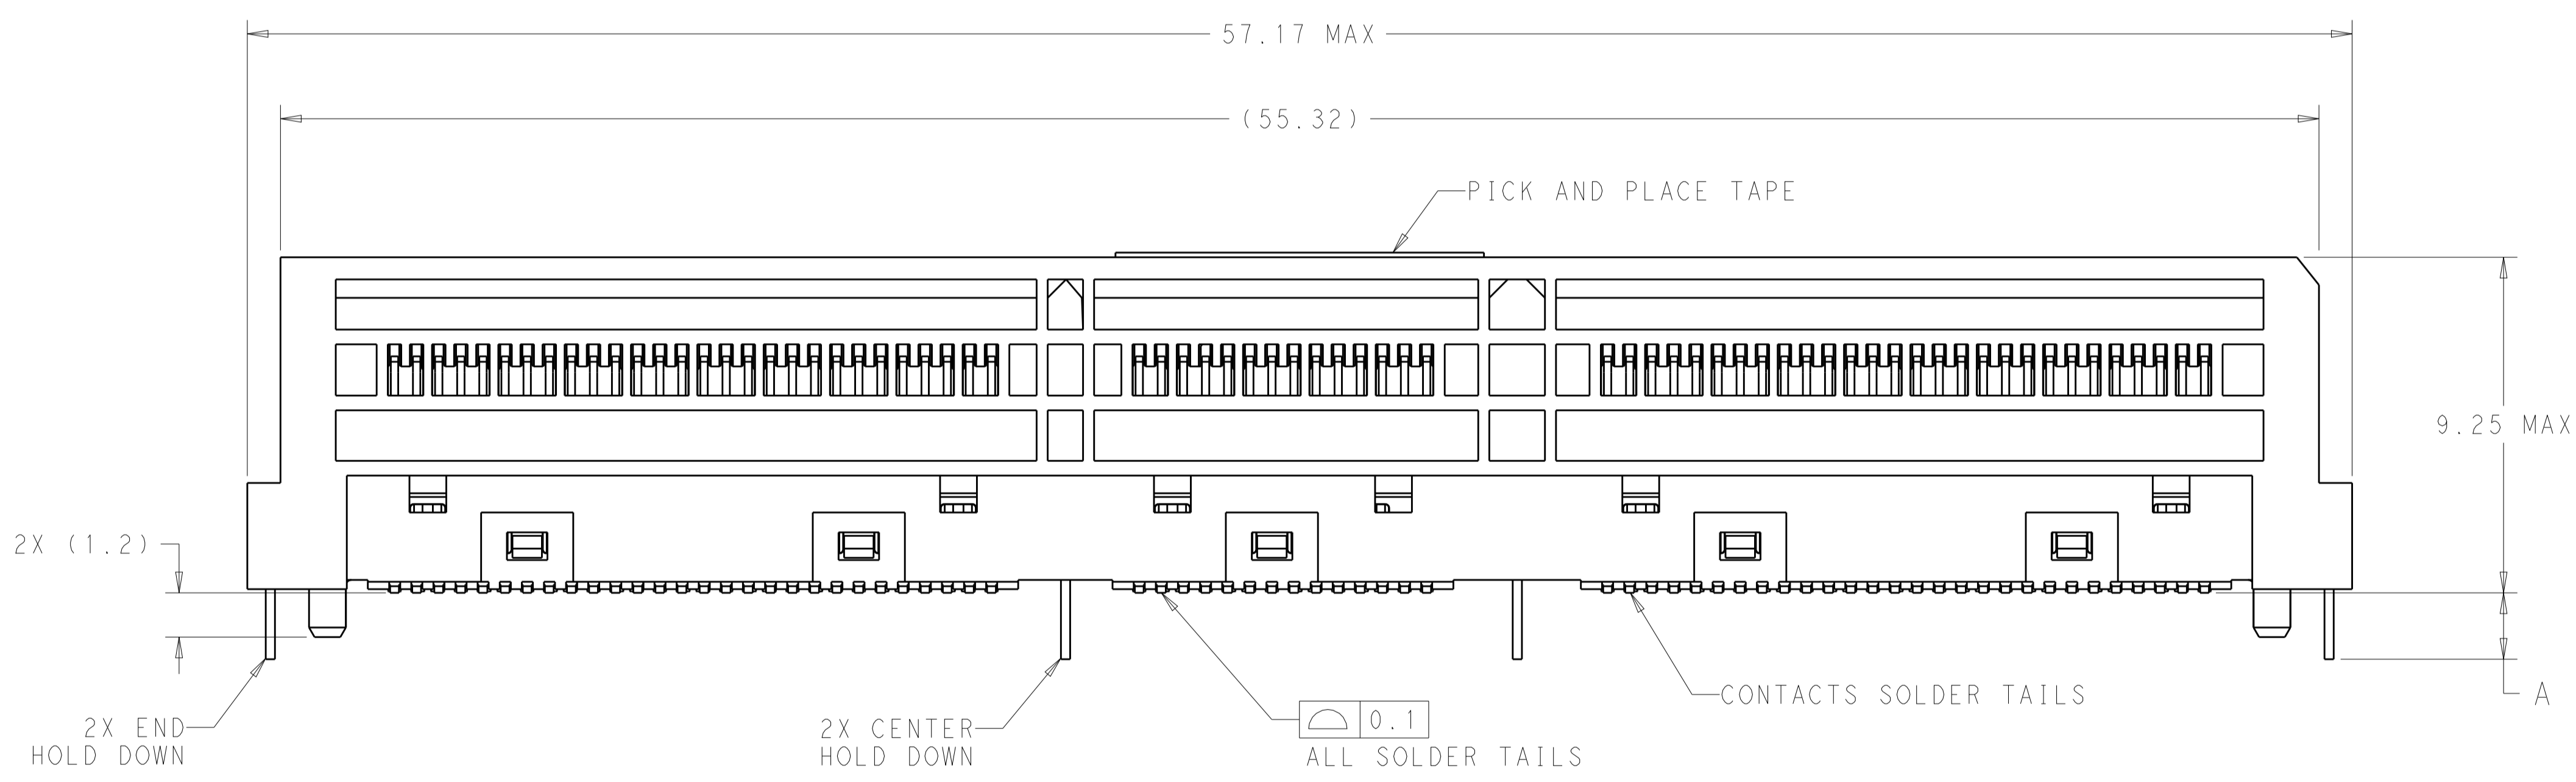 57.17 MAX
(55.32)
PICK AND PLACE TAPE
9.25 MAX
2X (1.2)
2X END
HOLD DOWN
2X CENTER
HOLD DOWN
0.1
ALL SOLDER TAILS
CONTACTS SOLDER TAILS
A